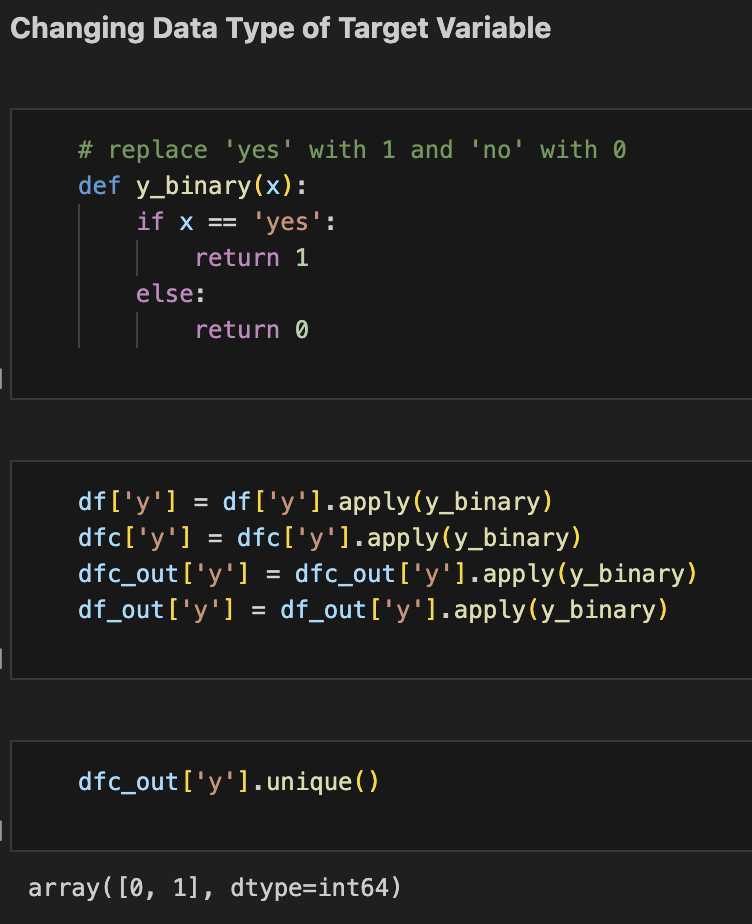 Changing Data Type of Target Variable
# replace 'yes' with 1 and 'no' with 0
def y_binary(x):
    if x == 'yes':
        return 1
    else:
        return 0
df['y'] = df['y'].apply(y_binary)
dfc['y'] = dfc['y'].apply(y_binary)
dfc_out['y'] = dfc_out['y'].apply(y_binary)
df_out['y'] = df_out['y'].apply(y_binary)
dfc_out['y'].unique()
array([0, 1], dtype=int64)